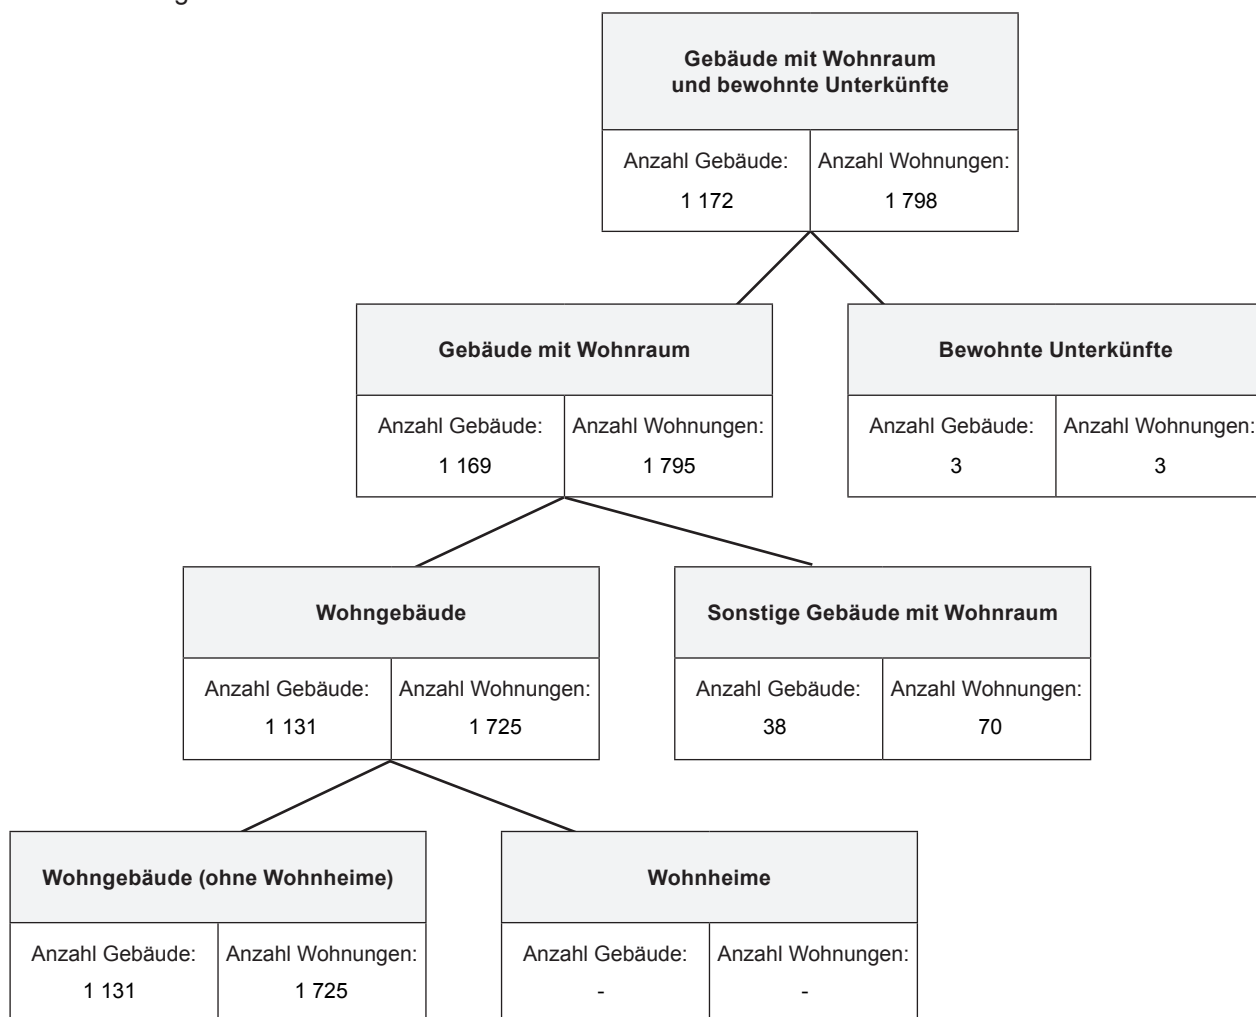 Gebäude mit Wohnraum
und bewohnte Unterkünfte
Anzahl Gebäude: Anzahl Wohnungen:
1 172 1 798
Gebäude mit Wohnraum
Bewohnte Unterkünfte
Anzahl Gebäude: Anzahl Wohnungen:
1 169 1 795
Anzahl Gebäude: Anzahl Wohnungen:
3 3
Wohngebäude
Sonstige Gebäude mit Wohnraum
Anzahl Gebäude: Anzahl Wohnungen:
1 131 1 725
Anzahl Gebäude: Anzahl Wohnungen:
38 70
Wohngebäude (ohne Wohnheime)
Wohnheime
Anzahl Gebäude: Anzahl Wohnungen:
1 131 1 725
Anzahl Gebäude: Anzahl Wohnungen:
- -